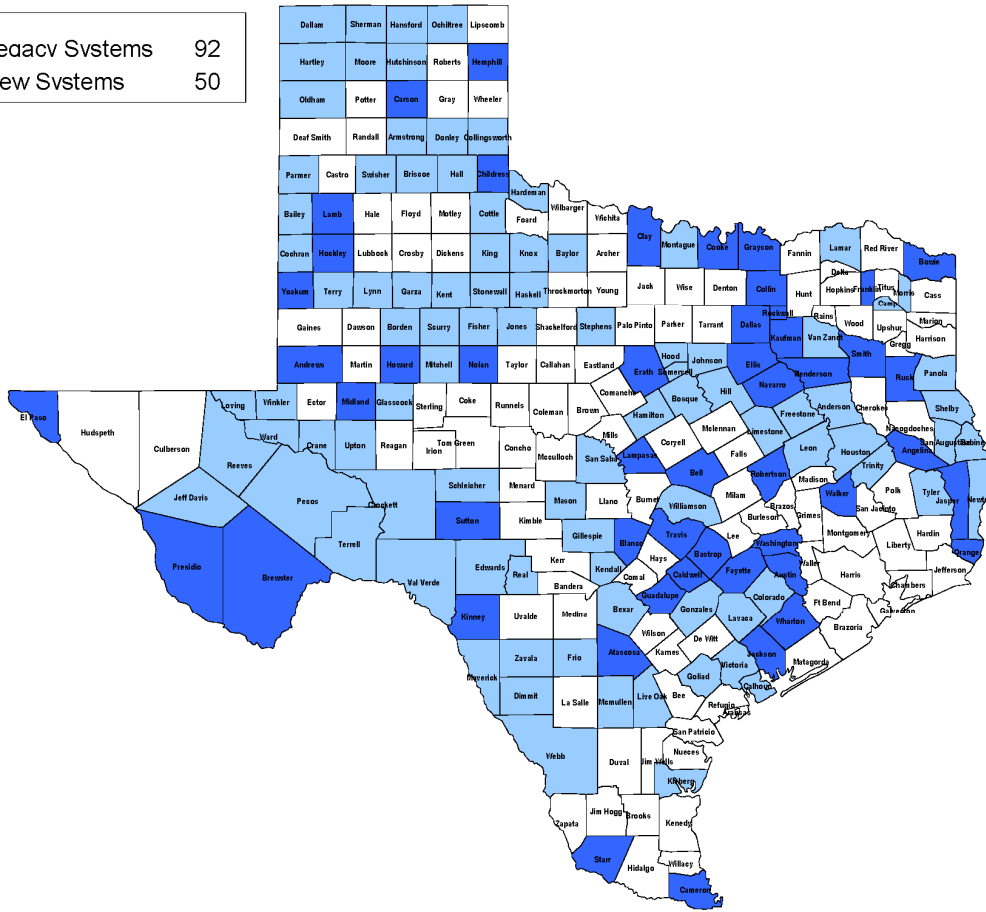 egacy Systems 92
ew Systems 50
Dallam Sherman Hansford Ochiltree Lipscomb
Hartley Moore Hutchinson Roberts Hemphill
Oldham Potter Carson Gray Wheeler
Deaf Smith Randall Armstrong Donley Collingsworth
Parmer Castro Swisher Briscoe Hall Childress
Hardeman
Bailey Lamb Hale Floyd Motley Cottle Foard Wilbarger Wichita
Clay Montague Cooke Grayson Fannin Lamar Red River Bowie
Cochran Hockley Lubbock Crosby Dickens King Knox Baylor Archer
Delta
Yoakum Terry Lynn Garza Kent Stonewall Haskell Throckmorton Young Jack Wise Denton Collin Hunt Hopkins Franklin Titus Morris Cass
Camp
Rockwall Rains Wood Upshur Marion
Gaines Dawson Borden Scurry Fisher Jones Shackelford Stephens Palo Pinto Parker Tarrant Dallas Kaufman Van Zandt Gregg Harrison
Andrews Martin Howard Mitchell Nolan Taylor Callahan Eastland Erath Hood Somervell Johnson Ellis Navarro Henderson Smith Rusk Panola
El Paso Hudspeth Culberson Loving Winkler Ector Midland Glasscock Sterling Coke Runnels Coleman Brown Comanche Hamilton Bosque Hill Freestone Anderson Cherokee Nacogdoches Shelby
Ward Crane Upton Reagan Irion Tom Green Concho Mcculloch Mills San Saba Lampasas Coryell Mclennan Limestone Falls Leon Houston Angelina San Augustine Sabine
Reeves Jeff Davis Pecos Crockett Schleicher Menard Mason Llano Burnet Bell Milam Robertson Madison Walker Trinity Polk Tyler Jasper Newton
Terrell Sutton Kimble Gillespie Blanco Williamson Travis Lee Burleson Brazos Grimes San Jacinto Montgomery Liberty Hardin Orange
Presidio Brewster Val Verde Edwards Real Kerr Bandera Kendall Comal Hays Caldwell Bastrop Fayette Washington Austin Waller Harris Chambers Jefferson
Kinney Uvalde Medina Bexar Guadalupe Gonzales Lavaca Colorado Wharton Ft Bend Brazoria Galveston
Maverick Zavala Frio Atascosa Wilson Karnes De Witt Victoria Jackson Matagorda
Dimmit La Salle Mcmullen Live Oak Bee Goliad Refugio Calhoun Aransas
Webb Duval Jim Wells San Patricio Nueces
Kleberg
Zapata Jim Hogg Brooks Kenedy
Starr Hidalgo Willacy
Cameron